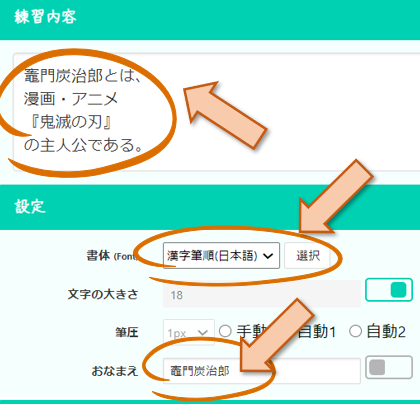 練習内容
竈門炭治郎とは、
漫画・アニメ
『鬼滅の刃』
の主人公である。
設定
書体 (Font) 漢字筆順(日本語) 選択
文字の大きさ 18
筆圧 1px 手動 自動1 自動2
おなまえ 竈門炭治郎